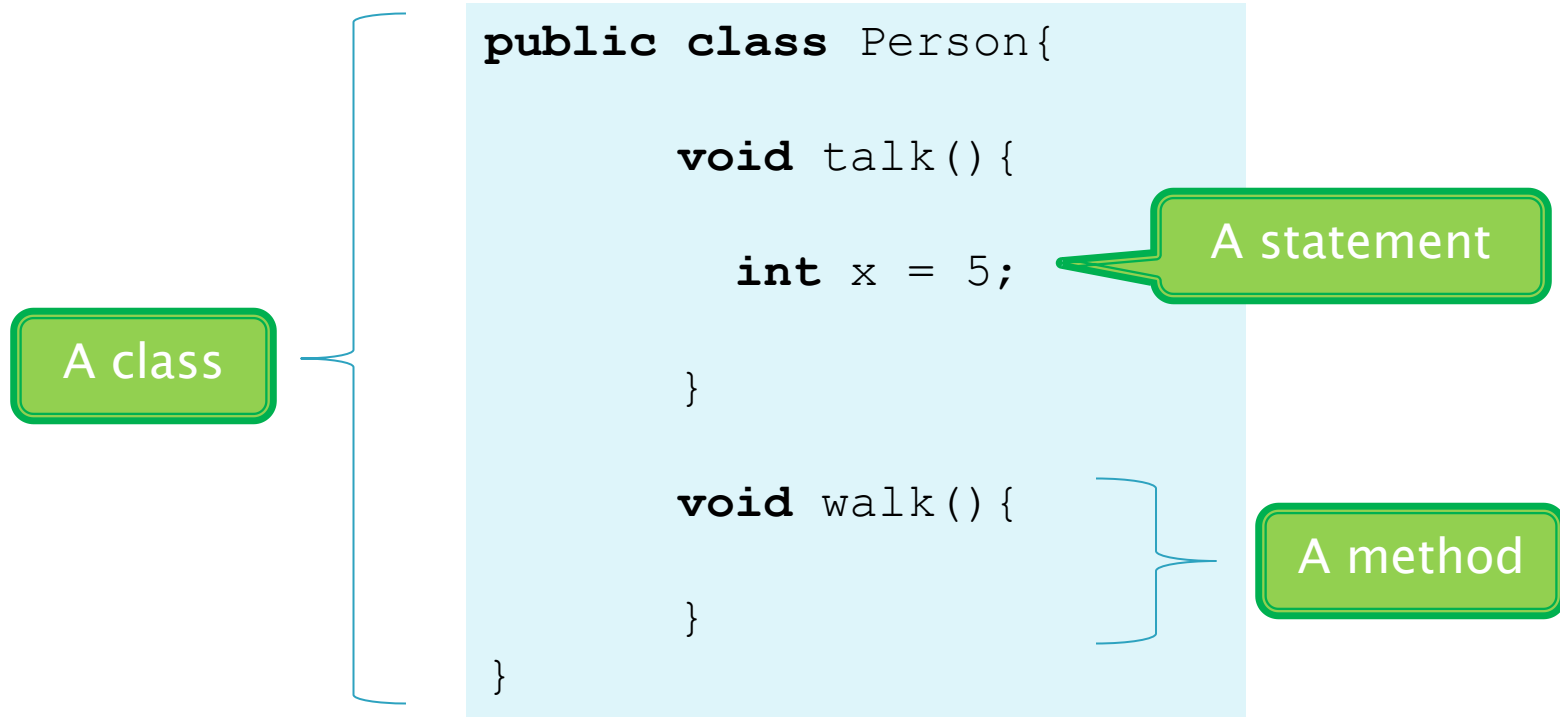 public class Person{
void talk(){
A statement
int x = 5;
A class
}
void walk(){
A method
}
}